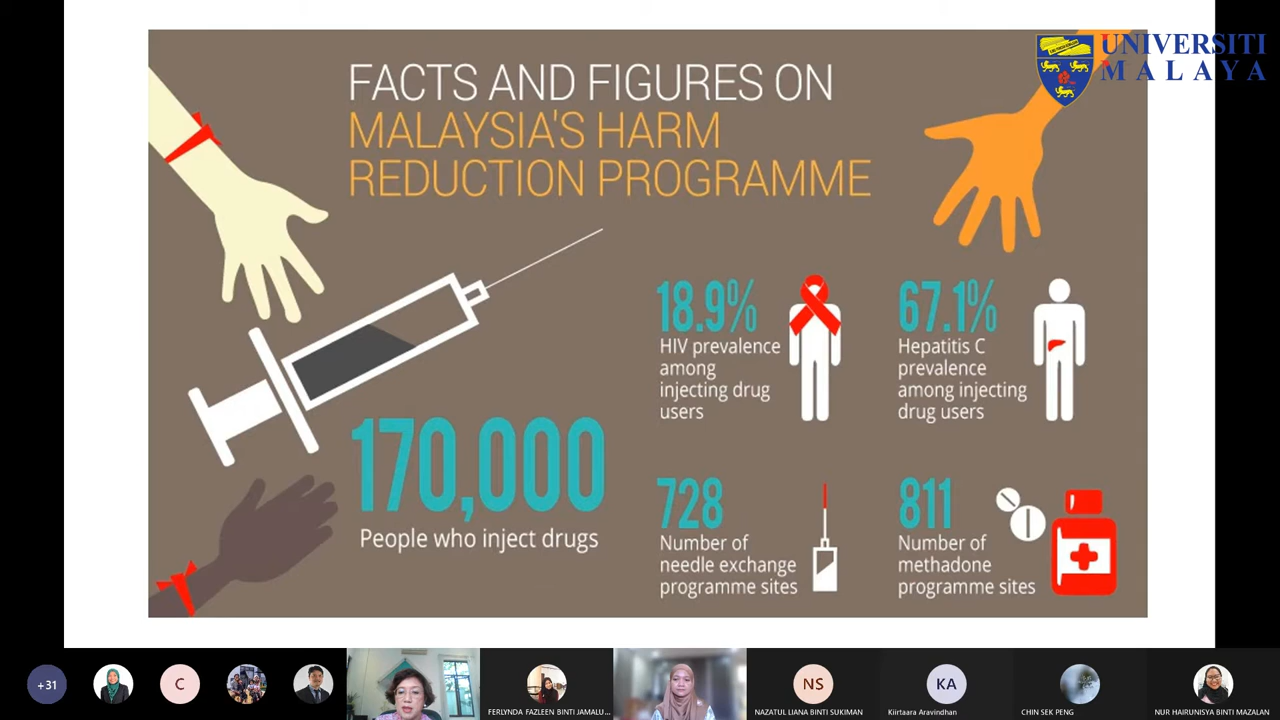 UNIVERSITI
MALAYA
FACTS AND FIGURES ON
MALAYSIA'S HARM
REDUCTION PROGRAMME
18.9%
HIV prevalence
among
injecting drug
users
67.1%
Hepatitis C
prevalence
among injecting
drug users
170,000
People who inject drugs
728
Number of
needle exchange
programme sites
811
Number of
methadone
programme sites
+31
C
FERLYNDA FAZLEEN BINTI JAMALU...
NS
NAZATUL LIANA BINTI SUKIMAN
KA
Kiirtaara Aravindhan
CHIN SEK PENG
NUR HAIRUNISYA BINTI MAZALAN